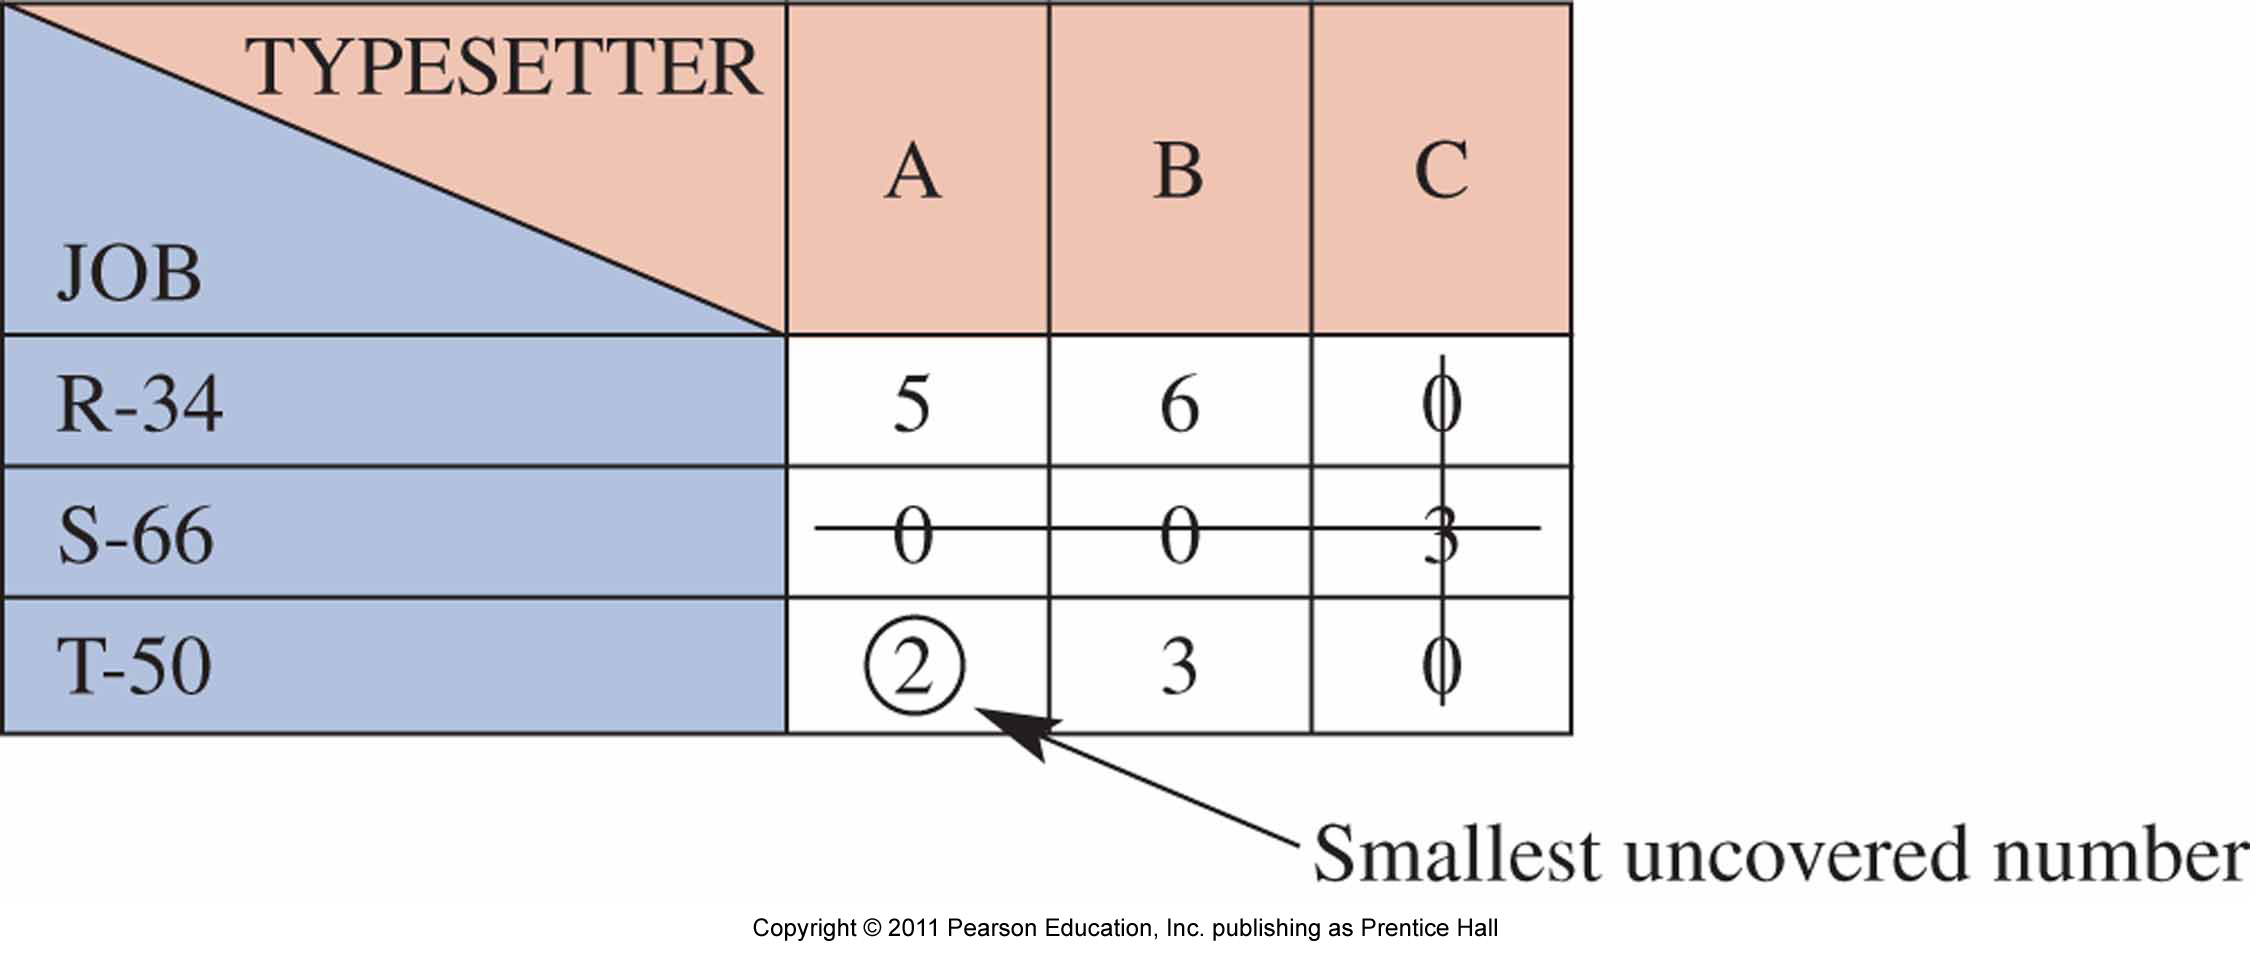 TYPESETTER
JOB
A B C
R-34 5 6 0
S-66 0 0 3
T-50 2 3 0
Smallest uncovered number
Copyright © 2011 Pearson Education, Inc. publishing as Prentice Hall